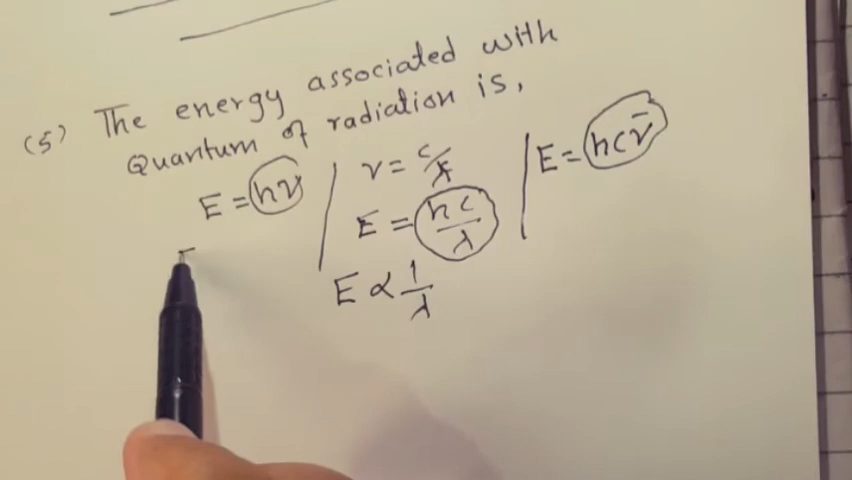 (5) The energy associated with
Quantum of radiation is,
E = hν | ν = c/λ | E = hcν̄
E = hc/λ
E ∝ 1/λ